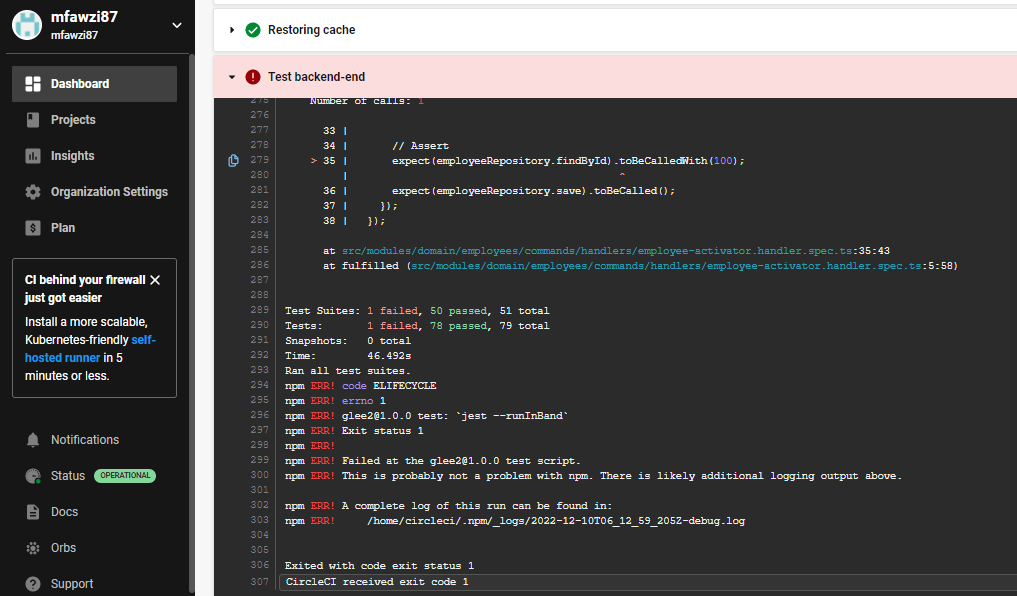 mfawzi87
mfawzi87
Dashboard
Projects
Insights
Organization Settings
Plan
CI behind your firewall
just got easier
Install a more scalable,
Kubernetes-friendly self-
hosted runner in 5
minutes or less.
Notifications
Status OPERATIONAL
Docs
Orbs
Support
Restoring cache
Test backend-end
275 Number of calls: 1
276
277 33 |
278 34 | // Assert
279 > 35 | expect(employeeRepository.findById).toBeCalledWith(100);
280 | ^
281 36 | expect(employeeRepository.save).toBeCalled();
282 37 | });
283 38 | });
284
285 at src/modules/domain/employees/commands/handlers/employee-activator.handler.spec.ts:35:43
286 at fulfilled (src/modules/domain/employees/commands/handlers/employee-activator.handler.spec.ts:5:58)
287
288
289 Test Suites: 1 failed, 50 passed, 51 total
290 Tests: 1 failed, 78 passed, 79 total
291 Snapshots: 0 total
292 Time: 46.492s
293 Ran all test suites.
294 npm ERR! code ELIFECYCLE
295 npm ERR! errno 1
296 npm ERR! glee2@1.0.0 test: `jest --runInBand`
297 npm ERR! Exit status 1
298 npm ERR!
299 npm ERR! Failed at the glee2@1.0.0 test script.
300 npm ERR! This is probably not a problem with npm. There is likely additional logging output above.
301
302 npm ERR! A complete log of this run can be found in:
303 npm ERR! /home/circleci/.npm/_logs/2022-12-10T06_12_59_205Z-debug.log
304
305
306 Exited with code exit status 1
307 CircleCI received exit code 1